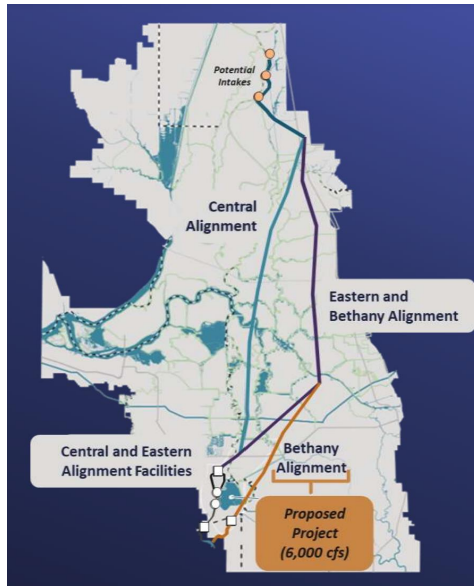 Potential
Intakes
Central
Alignment
Eastern and
Bethany Alignment
Central and Eastern
Alignment Facilities
Bethany
Alignment
Proposed
Project
(6,000 cfs)